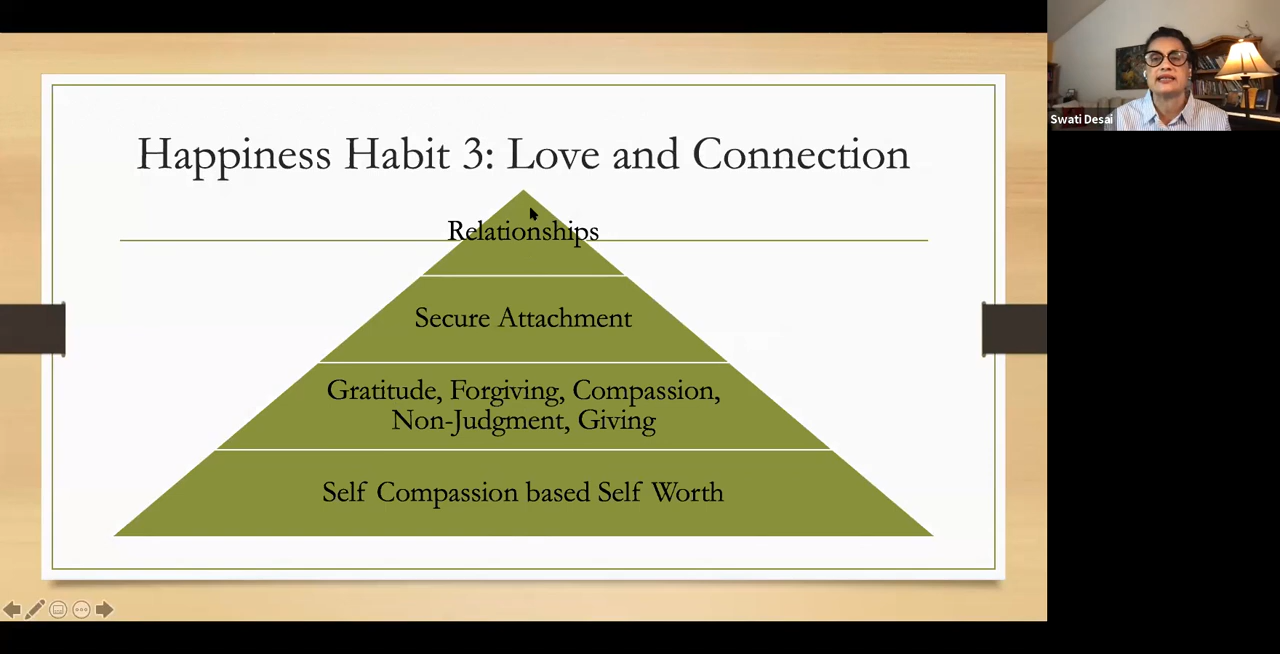 Happiness Habit 3: Love and Connection
Relationships
Secure Attachment
Gratitude, Forgiving, Compassion,
Non-Judgment, Giving
Self Compassion based Self Worth
Swati Desai